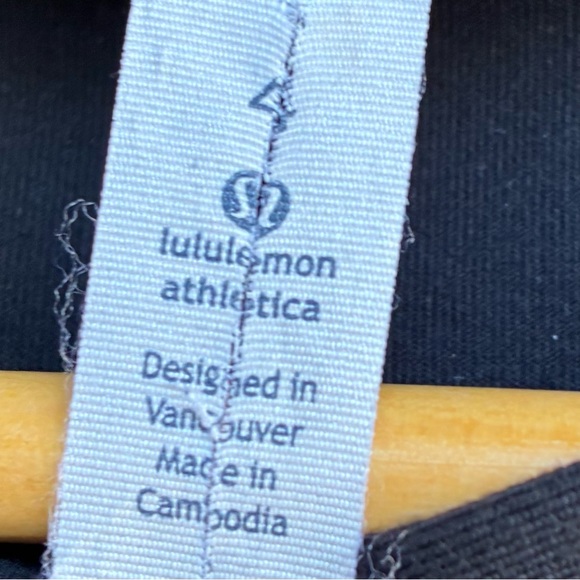 4
lululemon
athletica
Designed in
Vancouver
Made in
Cambodia